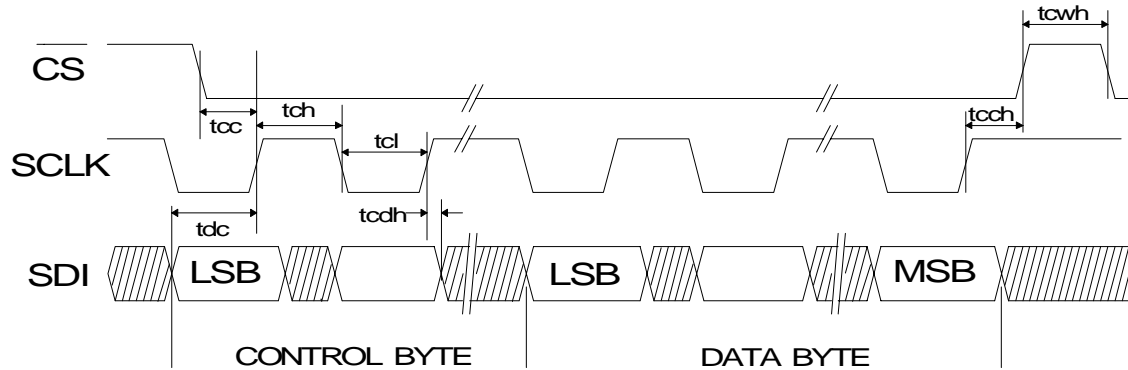 tcwh
CS
tcc
tch
tcch
tcl
SCLK
tdc
tcdh
SDI
LSB
LSB
MSB
CONTROL BYTE
DATA BYTE